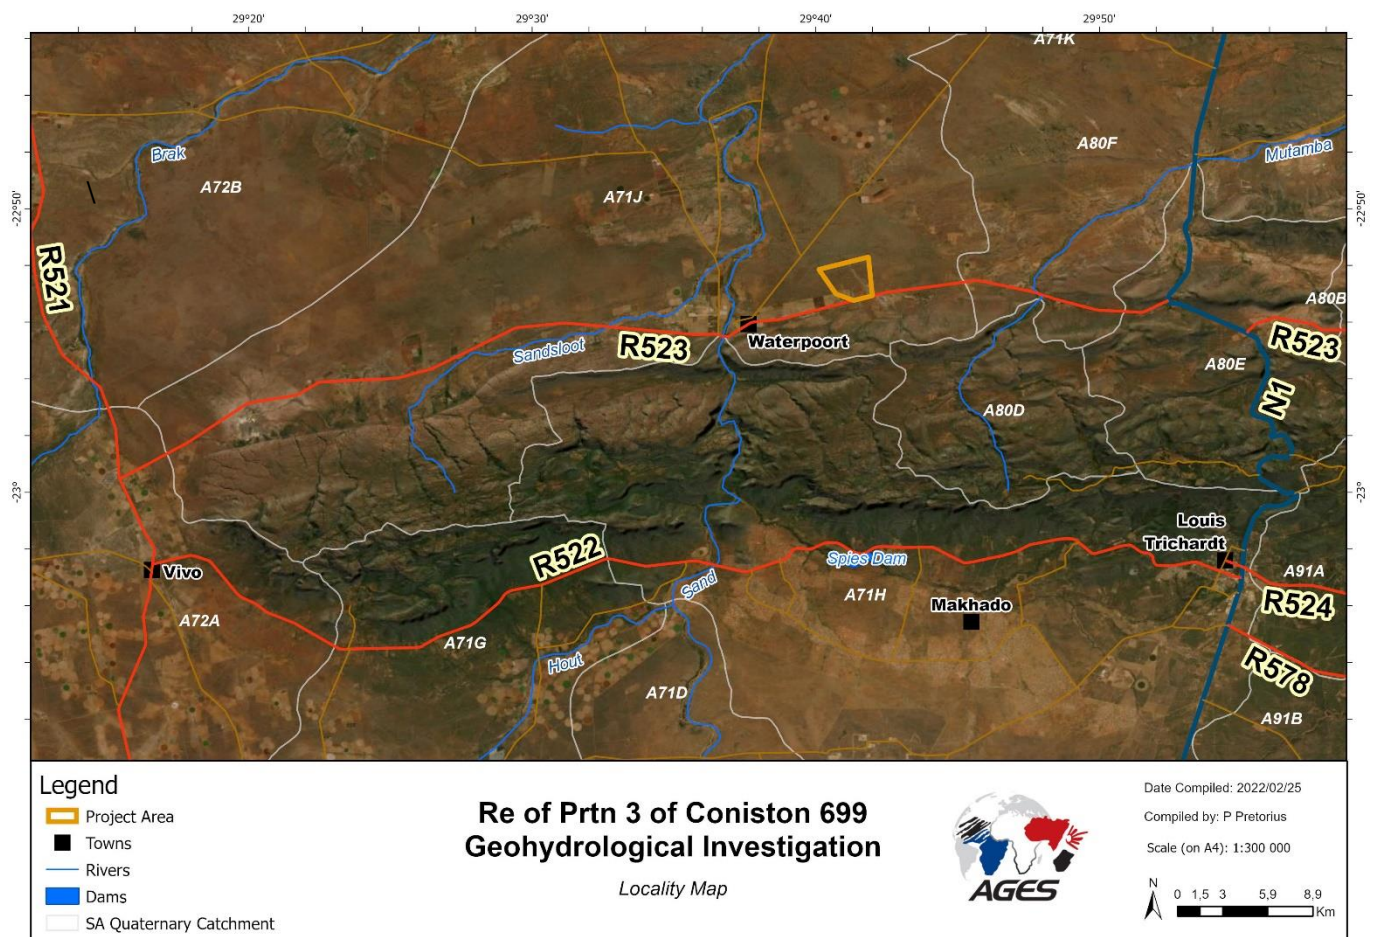 29°20'
29°30'
29°40'
29°50'
A71K
Brak
A72B
A71J
A80F
Mutamba
-22°50'
-22°50'
R521
A80B
Sandsloot
R523
Waterpoort
R523
A80E
N1
A80D
-23°
-23°
Louis
Trichardt
R522
Spies Dam
Vivo
A91A
Sand
A71H
R524
Makhado
A72A
A71G
Hout
R578
A71D
A91B
Legend
Project Area
Towns
Rivers
Dams
SA Quaternary Catchment
Re of Prtn 3 of Coniston 699
Geohydrological Investigation
Locality Map
AGES
Date Compiled: 2022/02/25
Compiled by: P Pretorius
Scale (on A4): 1:300 000
N
0 1,5 3 5,9 8,9
Km